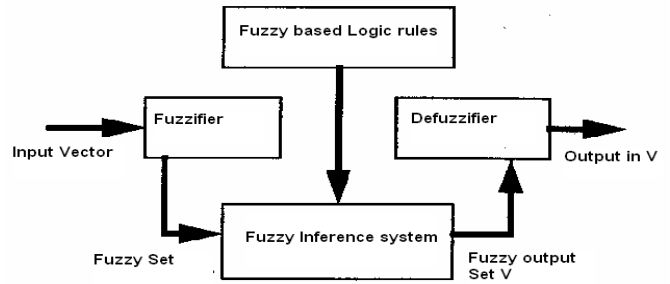 Fuzzy based Logic rules
Fuzzifier
Defuzzifier
Input Vector
Output in V
Fuzzy Inference system
Fuzzy Set
Fuzzy output
Set V